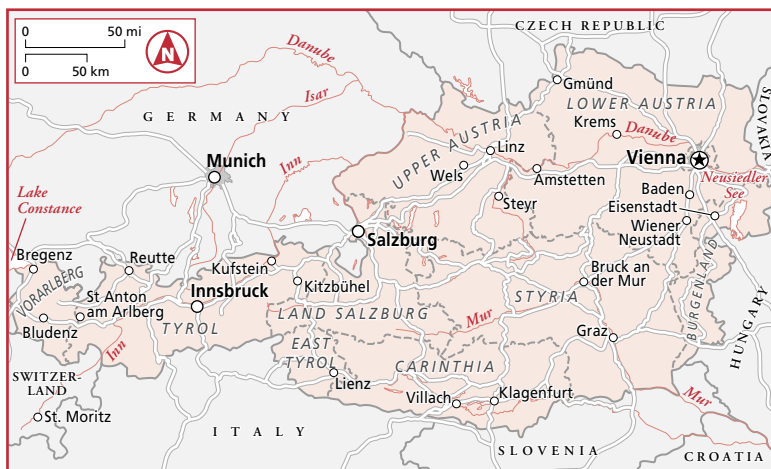 0 50 mi
0 50 km
N
CZECH REPUBLIC
Danube
Isar
GERMANY
Inn
Munich
Gmünd
LOWER AUSTRIA
Krems
Danube
SLOVAKIA
UPPER AUSTRIA
Linz
Vienna
Wels
Amstetten
Neusiedler
See
Steyr
Baden
Eisenstadt
Wiener
Neustadt
Lake
Constance
Salzburg
Bregenz
Reutte
Kufstein
VORARLBERG
St Anton
am Arlberg
Innsbruck
Kitzbühel
Bruck an
der Mur
STYRIA
BURGENLAND
Bludenz
TYROL
LAND SALZBURG
Mur
Graz
HUNGARY
Inn
EAST
TYROL
CARINTHIA
SWITZER-
LAND
Lienz
Villach
Klagenfurt
Mur
St. Moritz
ITALY
SLOVENIA
CROATIA